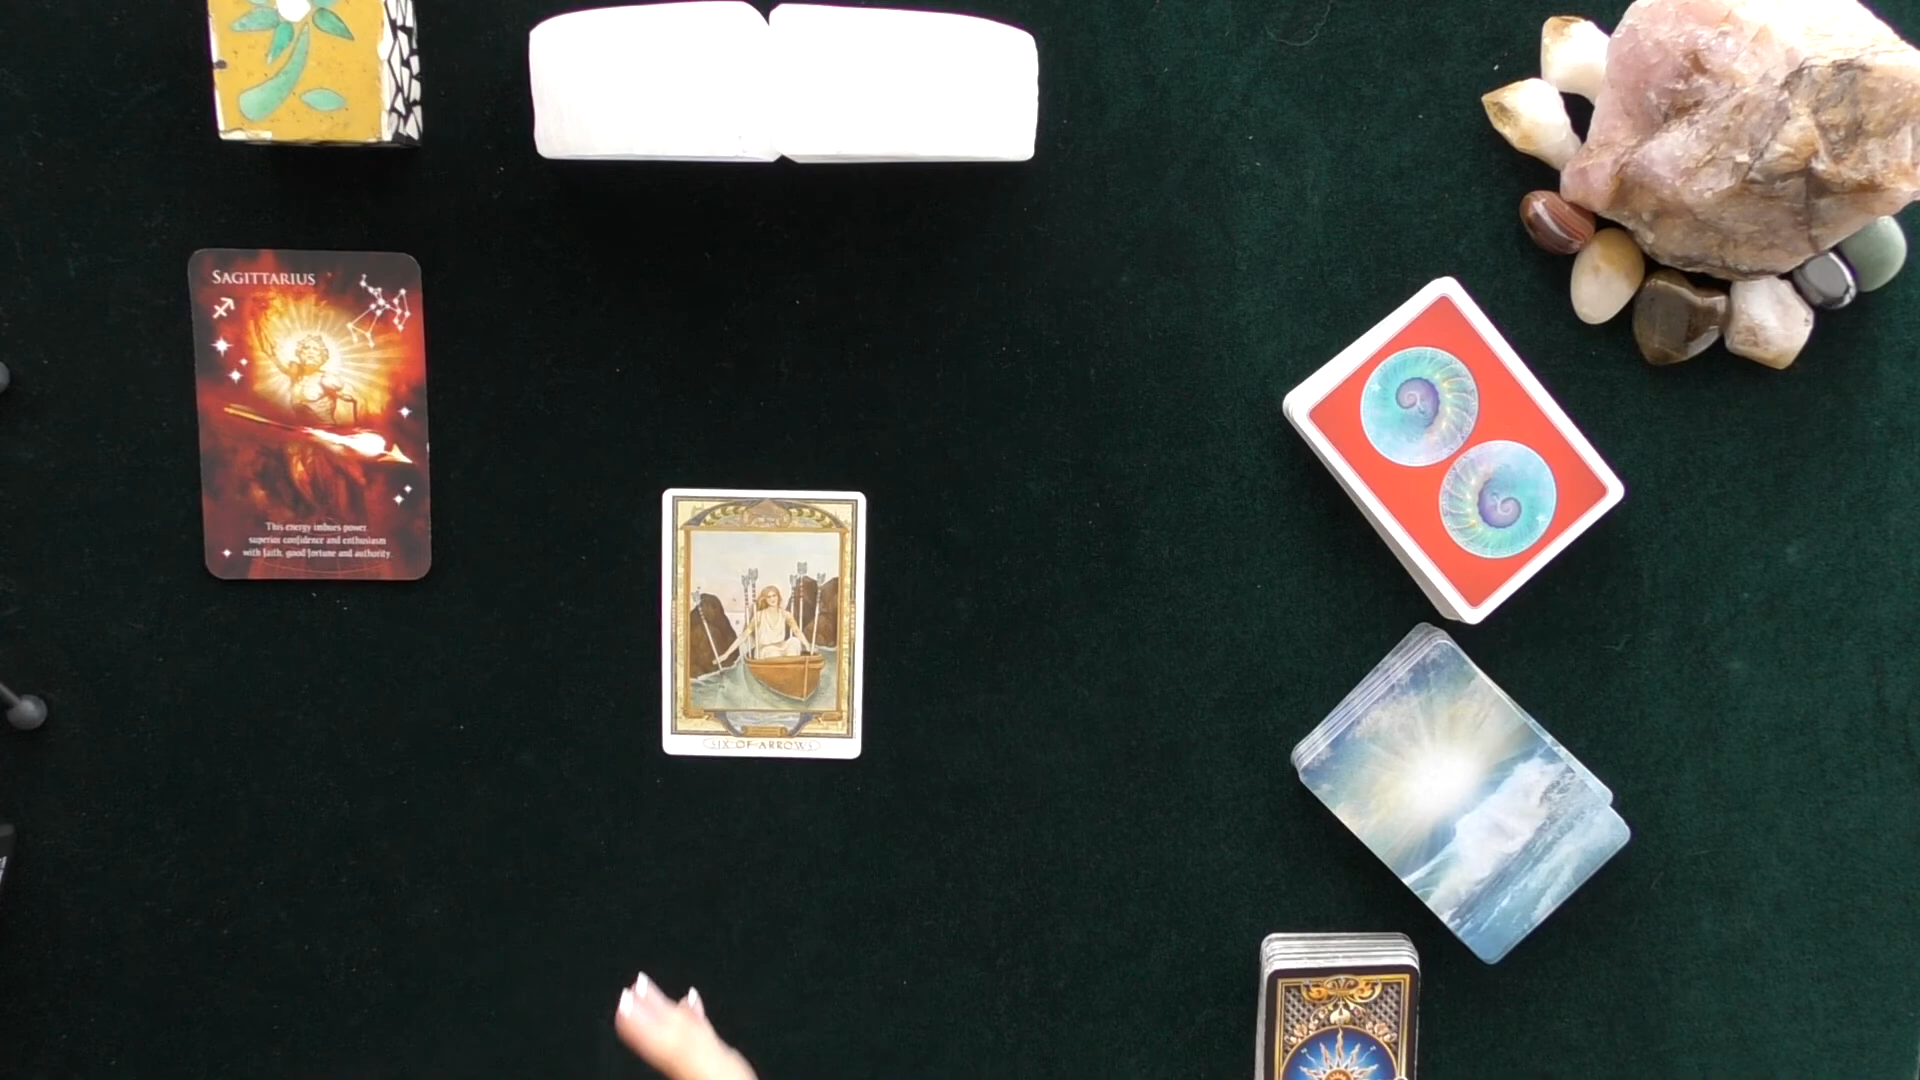 SAGITTARIUS
This energy imbues power
superior confidence and enthusiasm
with faith, good fortune and authority.
SIX OF ARROWS